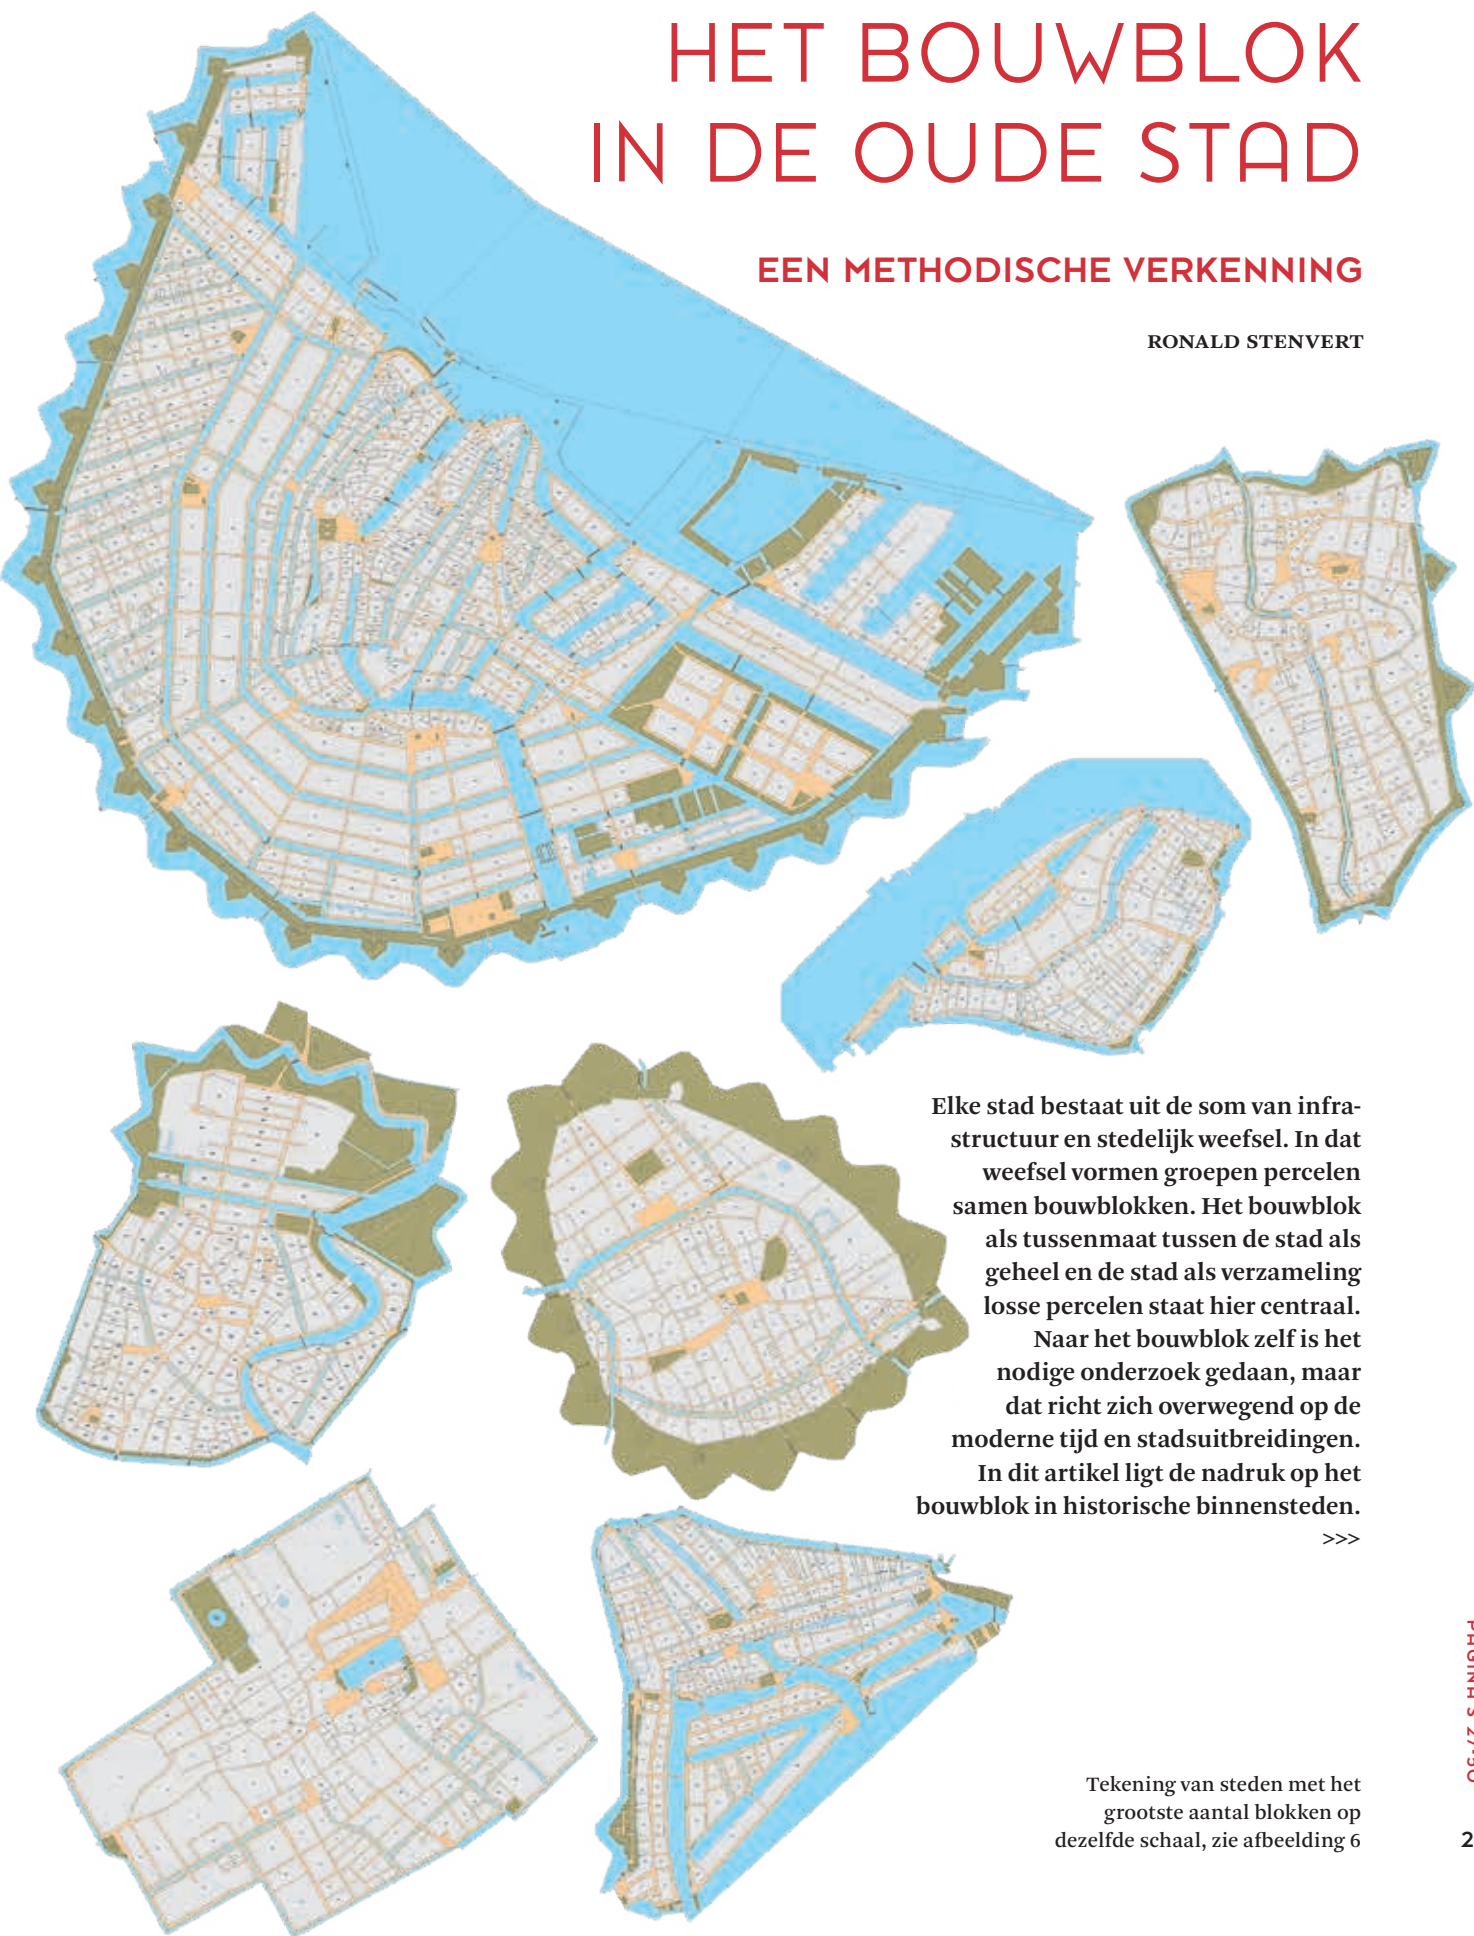 HET BOUWBLOK
IN DE OUDE STAD
EEN METHODISCHE VERKENNING
RONALD STENVERT
Elke stad bestaat uit de som van infra-
structuur en stedelijk weefsel. In dat
weefsel vormen groepen percelen
samen bouwblokken. Het bouwblok
als tussenmaat tussen de stad als
geheel en de stad als verzameling
losse percelen staat hier centraal.
Naar het bouwblok zelf is het
nodige onderzoek gedaan, maar
dat richt zich overwegend op de
moderne tijd en stadsuitbreidingen.
In dit artikel ligt de nadruk op het
bouwblok in historische binnensteden.
>>>
Tekening van steden met het
grootste aantal blokken op
dezelfde schaal, zie afbeelding 6
2